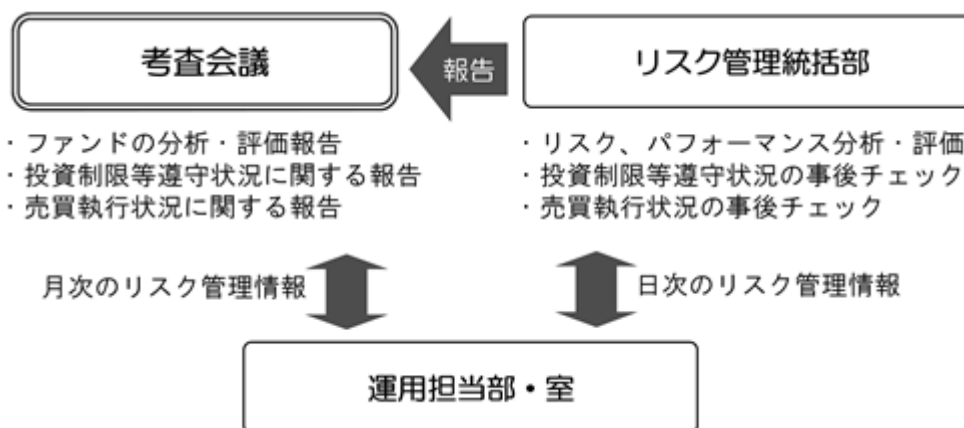 考査会議
報告
リスク管理統括部
・ファンドの分析・評価報告
・投資制限等遵守状況に関する報告
・売買執行状況に関する報告
・リスク、パフォーマンス分析・評価
・投資制限等遵守状況の事後チェック
・売買執行状況の事後チェック
月次のリスク管理情報
日次のリスク管理情報
運用担当部・室